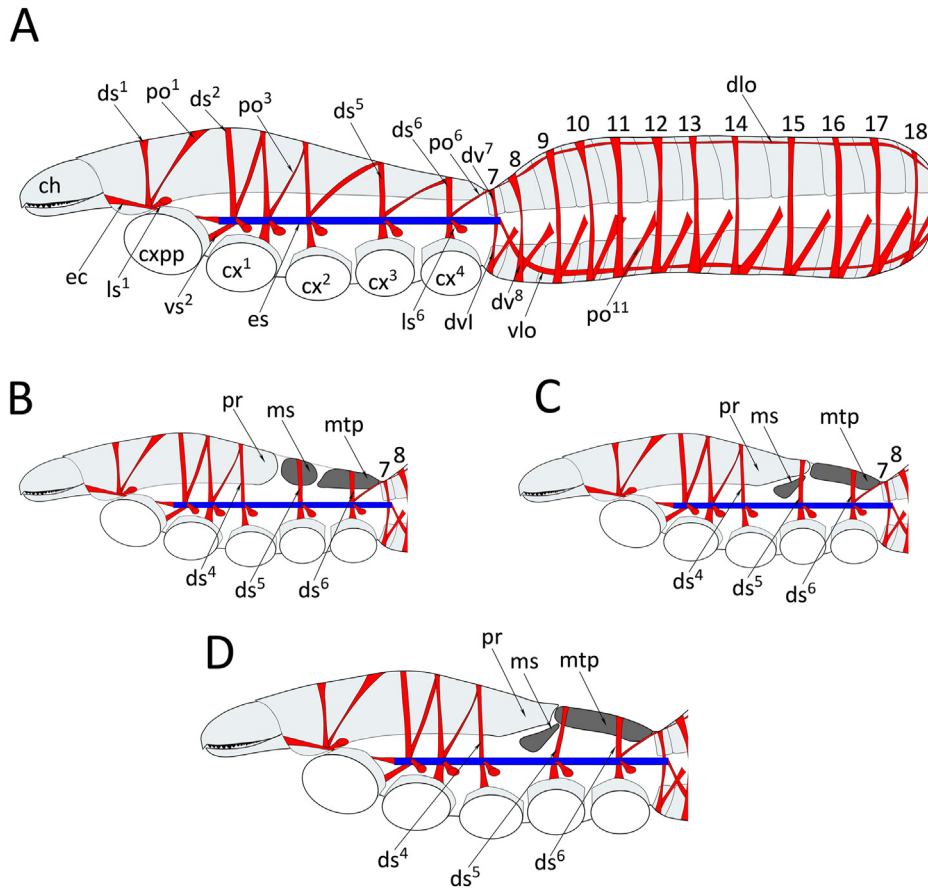 A
ds¹ po¹ ds² po³ ds⁵ ds⁶ po⁶ dv⁷ 7 8 9 10 11 12 13 14 dlo 15 16 17 18
ch
cxpp cx¹ cx² cx³ cx⁴
ec ls¹ vs² es ls⁶ dvl dv⁸ vlo po¹¹
B
pr ms mtp 7 8
ds⁴ ds⁵ ds⁶
C
pr ms mtp 7 8
ds⁴ ds⁵ ds⁶
D
pr ms mtp
ds⁴ ds⁵ ds⁶